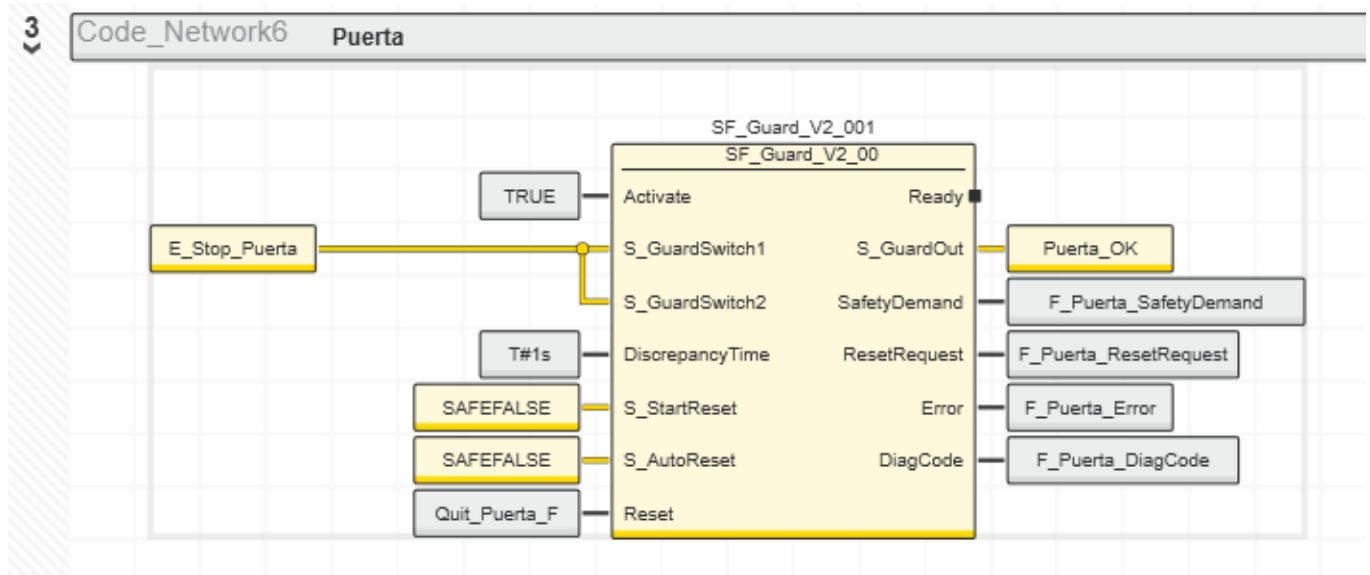 3
Code_Network6 Puerta
SF_Guard_V2_001
SF_Guard_V2_00
TRUE Activate Ready
E_Stop_Puerta S_GuardSwitch1 S_GuardOut Puerta_OK
S_GuardSwitch2 SafetyDemand F_Puerta_SafetyDemand
T#1s DiscrepancyTime ResetRequest F_Puerta_ResetRequest
SAFEFALSE S_StartReset Error F_Puerta_Error
SAFEFALSE S_AutoReset DiagCode F_Puerta_DiagCode
Quit_Puerta_F Reset